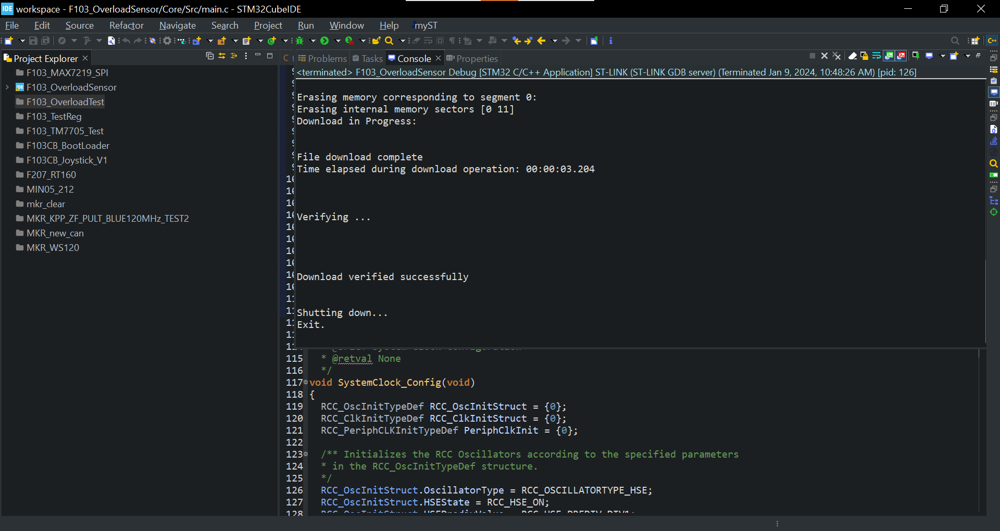 IDE workspace - F103_OverloadSensor/Core/Src/main.c - STM32CubeIDE
File Edit Source Refactor Navigate Search Project Run Window Help myST
Project Explorer
Problems Tasks Console Properties
<terminated> F103_OverloadSensor Debug [STM32 C/C++ Application] ST-LINK (ST-LINK GDB server) (Terminated Jan 9, 2024, 10:48:26 AM) [pid: 126]
F103_MAX7219_SPI
F103_OverloadSensor
F103_OverloadTest
F103_TestReg
F103_TM7705_Test
F103CB_BootLoader
F103CB_Joystick_V1
F207_RT160
MIN05_212
mkr_clear
MKR_KPP_ZF_PULT_BLUE120MHz_TEST2
MKR_new_can
MKR_WS120
Erasing memory corresponding to segment 0:
Erasing internal memory sectors [0 11]
Download in Progress:
File download complete
Time elapsed during download operation: 00:00:03.204
Verifying ...
Download verified successfully
Shutting down...
Exit.
115 * @retval None
116 */
117 void SystemClock_Config(void)
118 {
119 RCC_OscInitTypeDef RCC_OscInitStruct = {0};
120 RCC_ClkInitTypeDef RCC_ClkInitStruct = {0};
121 RCC_PeriphCLKInitTypeDef PeriphClkInit = {0};
122
123 /** Initializes the RCC Oscillators according to the specified parameters
124 * in the RCC_OscInitTypeDef structure.
125 */
126 RCC_OscInitStruct.OscillatorType = RCC_OSCILLATORTYPE_HSE;
127 RCC_OscInitStruct.HSEState = RCC_HSE_ON;
128